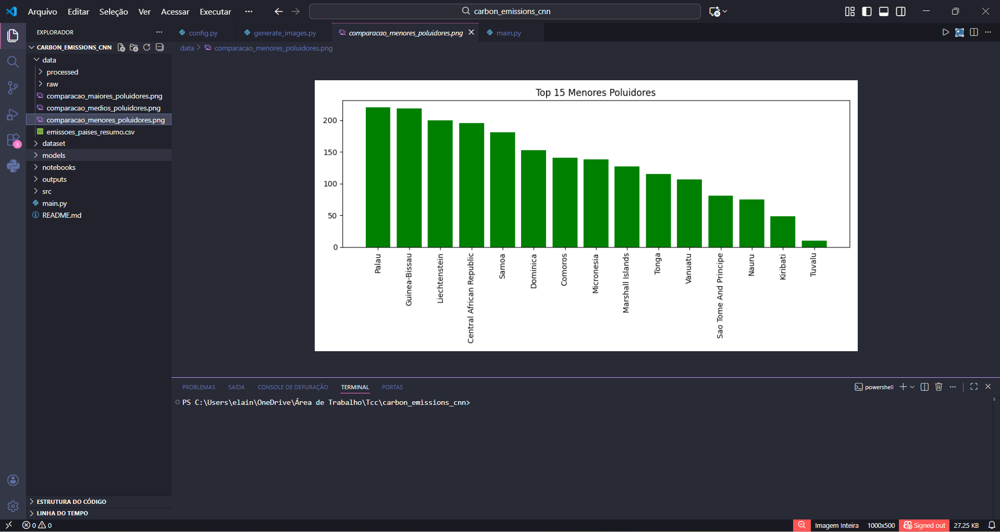 Arquivo Editar Seleção Ver Acessar Executar ··· carbon_emissions_cnn
EXPLORADOR ···
CARBON_EMISSIONS_CNN
data
processed
raw
comparacao_maiores_poluidores.png
comparacao_medios_poluidores.png
comparacao_menores_poluidores.png
emissoes_paises_resumo.csv
dataset
models
notebooks
outputs
src
main.py
README.md
3
ESTRUTURA DO CÓDIGO
LINHA DO TEMPO
config.py generate_images.py comparacao_menores_poluidores.png main.py
data > comparacao_menores_poluidores.png
Top 15 Menores Poluidores
200
150
100
50
0
Palau
Guinea-Bissau
Liechtenstein
Central African Republic
Samoa
Dominica
Comoros
Micronesia
Marshall Islands
Tonga
Vanuatu
Sao Tome And Principe
Nauru
Kiribati
Tuvalu
PROBLEMAS SAÍDA CONSOLE DE DEPURAÇÃO TERMINAL PORTAS
powershell
PS C:\Users\elain\OneDrive\Área de Trabalho\Tcc\carbon_emissions_cnn>
0 0
Imagem Inteira 1000x500 Signed out 27.25 KB